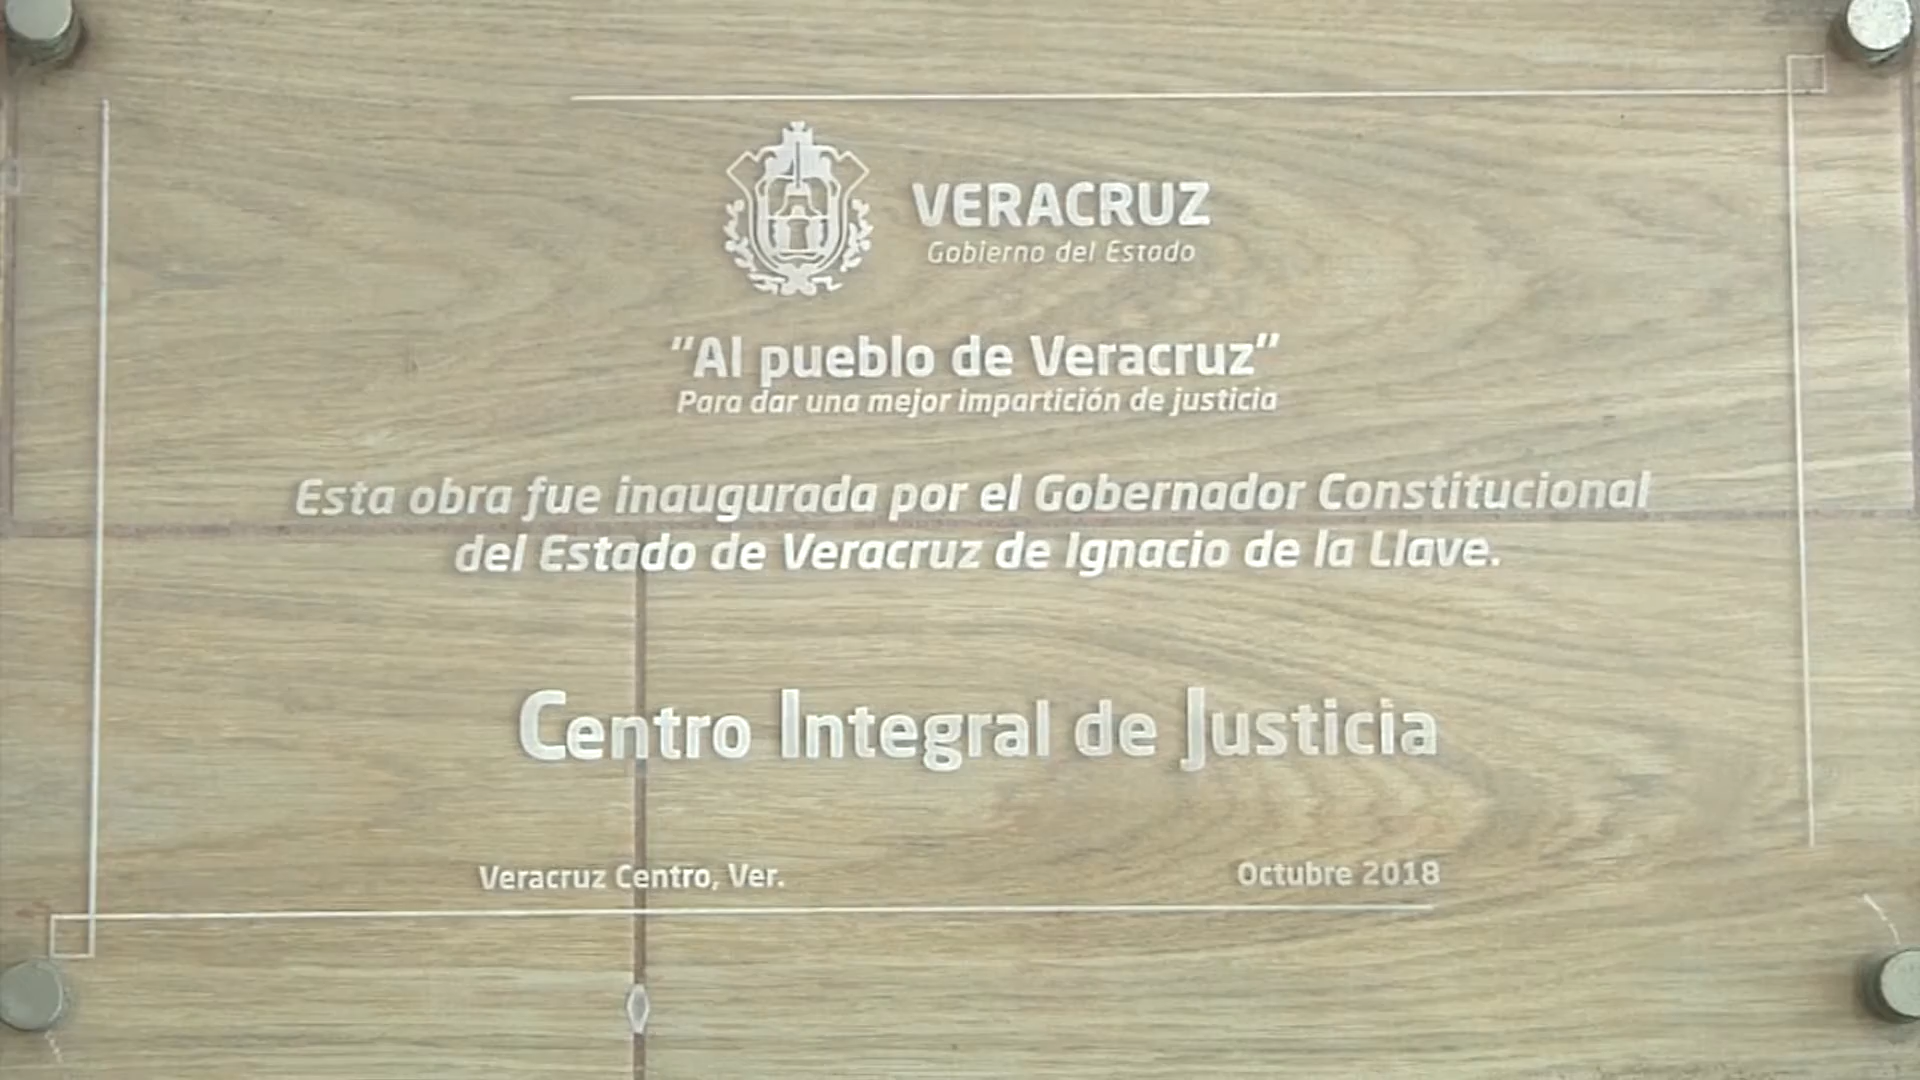 VERACRUZ
Gobierno del Estado
"Al pueblo de Veracruz"
Para dar una mejor impartición de justicia
Esta obra fue inaugurada por el Gobernador Constitucional
del Estado de Veracruz de Ignacio de la Llave.
Centro Integral de Justicia
Veracruz Centro, Ver.
Octubre 2018